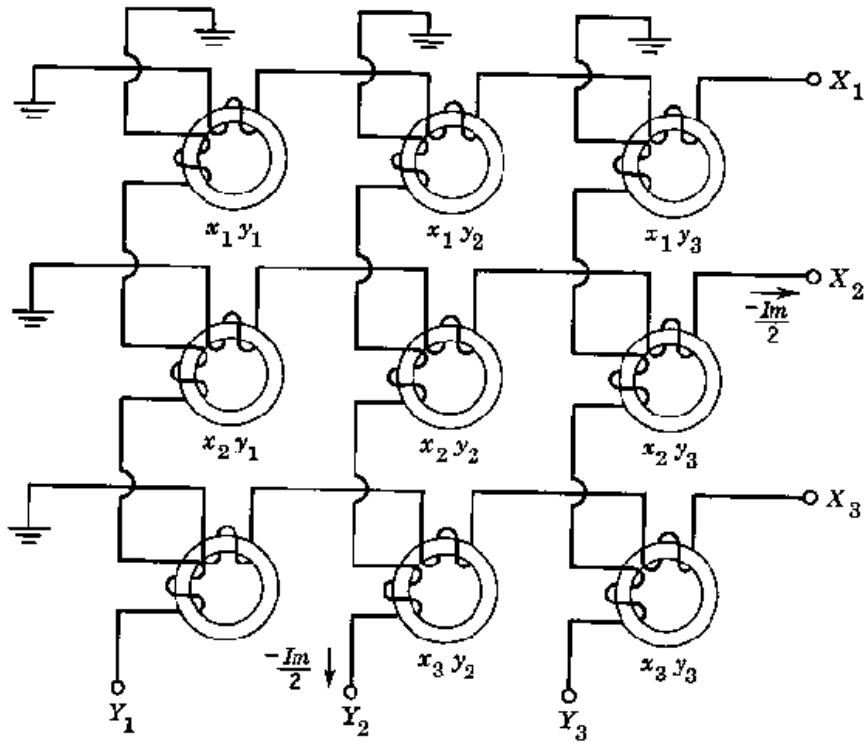 X1
x1 y1 x1 y2 x1 y3
X2
-Im
2
x2 y1 x2 y2 x2 y3
X3
-Im
2
x3 y2 x3 y3
Y1 Y2 Y3